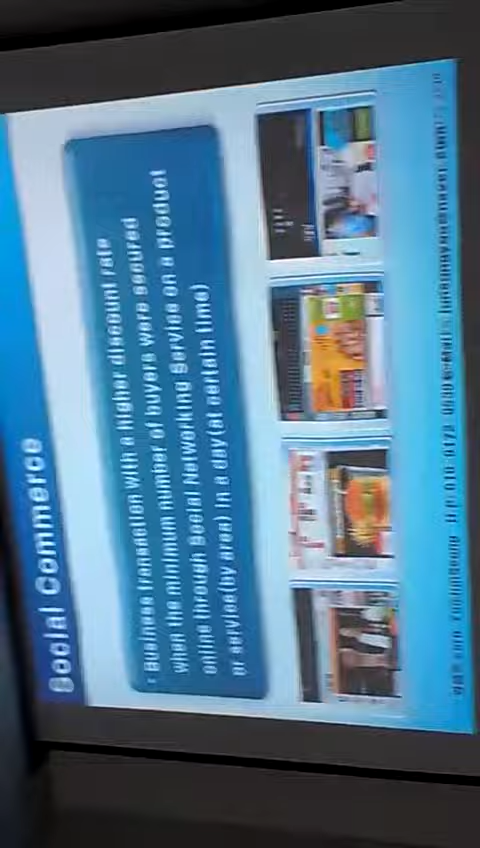 Social Commerce
• Business transaction with a higher discount rate
when the minimum number of buyers were secured
online through Social Networking Service on a product
or service(by area) in a day(at certain time)